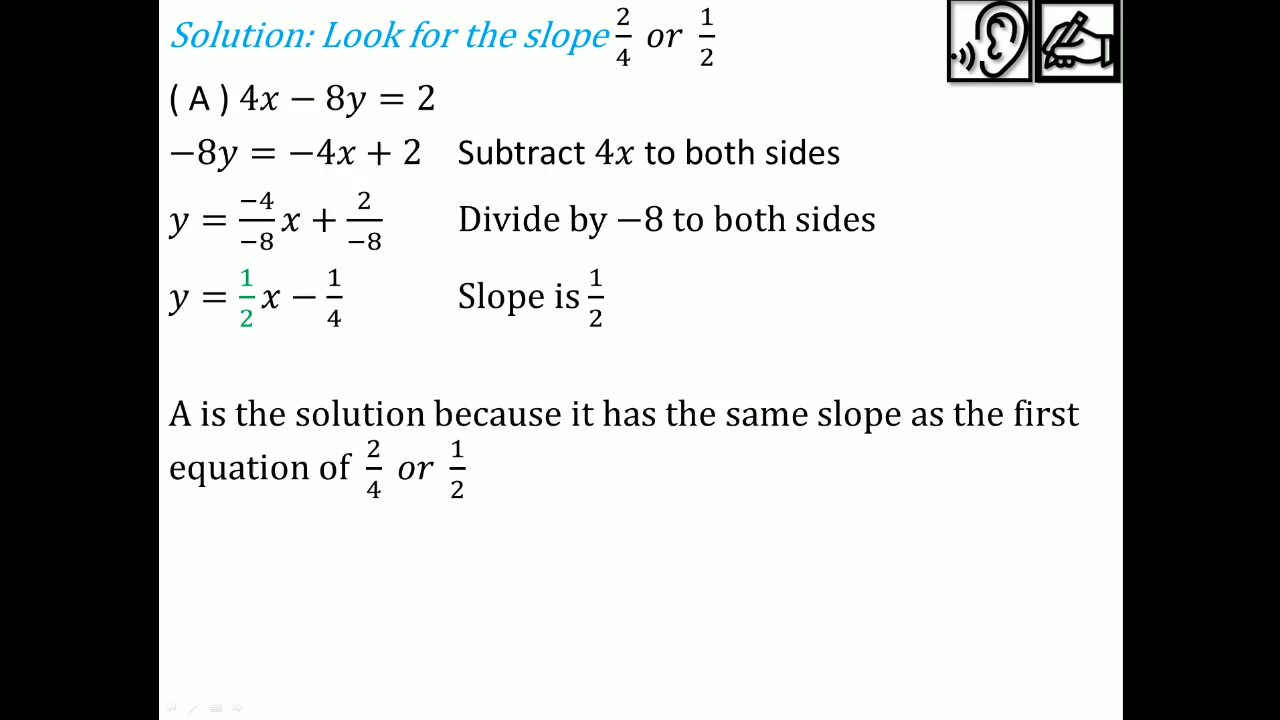 Solution: Look for the slope 2/4 or 1/2
( A ) 4x − 8y = 2
−8y = −4x + 2 Subtract 4x to both sides
y = −4/−8 x + 2/−8 Divide by −8 to both sides
y = 1/2 x − 1/4 Slope is 1/2
A is the solution because it has the same slope as the first
equation of 2/4 or 1/2